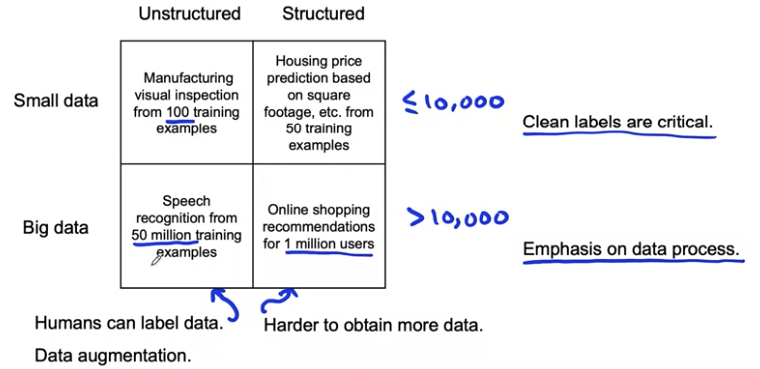 Unstructured
Structured
Small data
Manufacturing
visual inspection
from 100 training
examples
Housing price
prediction based
on square
footage, etc. from
50 training
examples
≤10,000
Clean labels are critical.
Big data
Speech
recognition from
50 million training
examples
Online shopping
recommendations
for 1 million users
>10,000
Emphasis on data process.
Humans can label data.
Data augmentation.
Harder to obtain more data.